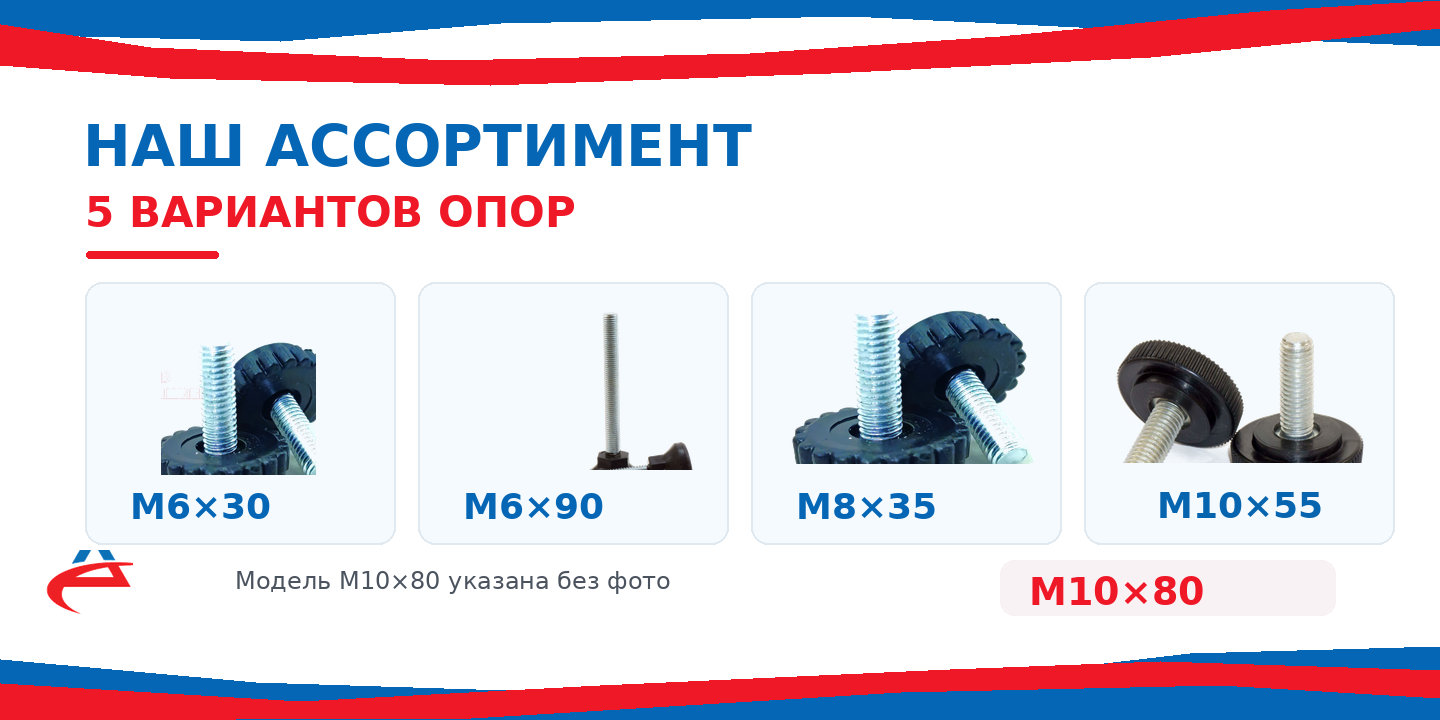 НАШ АССОРТИМЕНТ
5 ВАРИАНТОВ ОПОР
М6×30
М6×90
М8×35
М10×55
Модель М10×80 указана без фото
М10×80